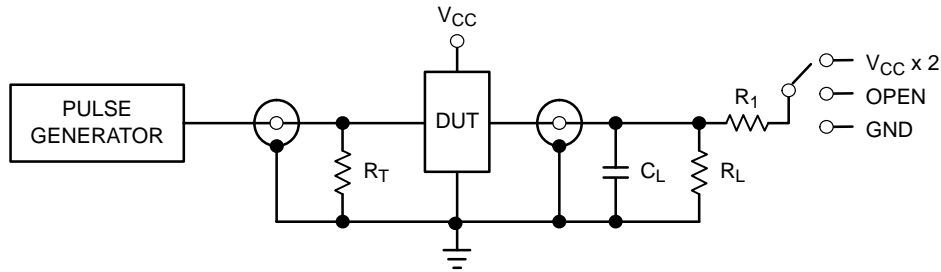 V_CC
PULSE
GENERATOR
DUT
R_T
C_L
R_L
R_1
V_CC x 2
OPEN
GND